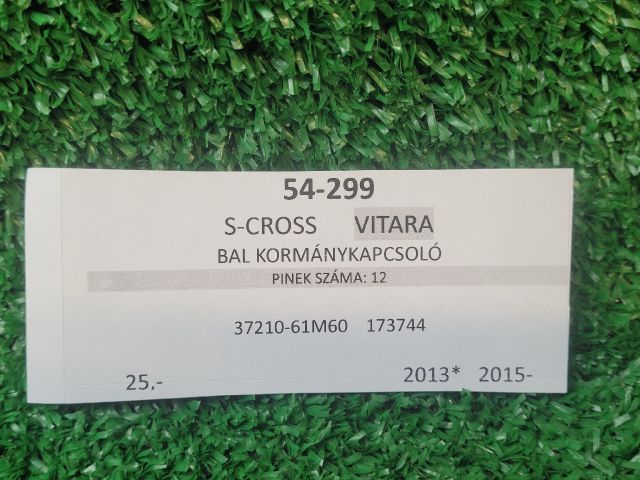 54-299
S-CROSS VITARA
BAL KORMÁNYKAPCSOLÓ
PINEK SZÁMA: 12
37210-61M60 173744
25,- 2013* 2015-